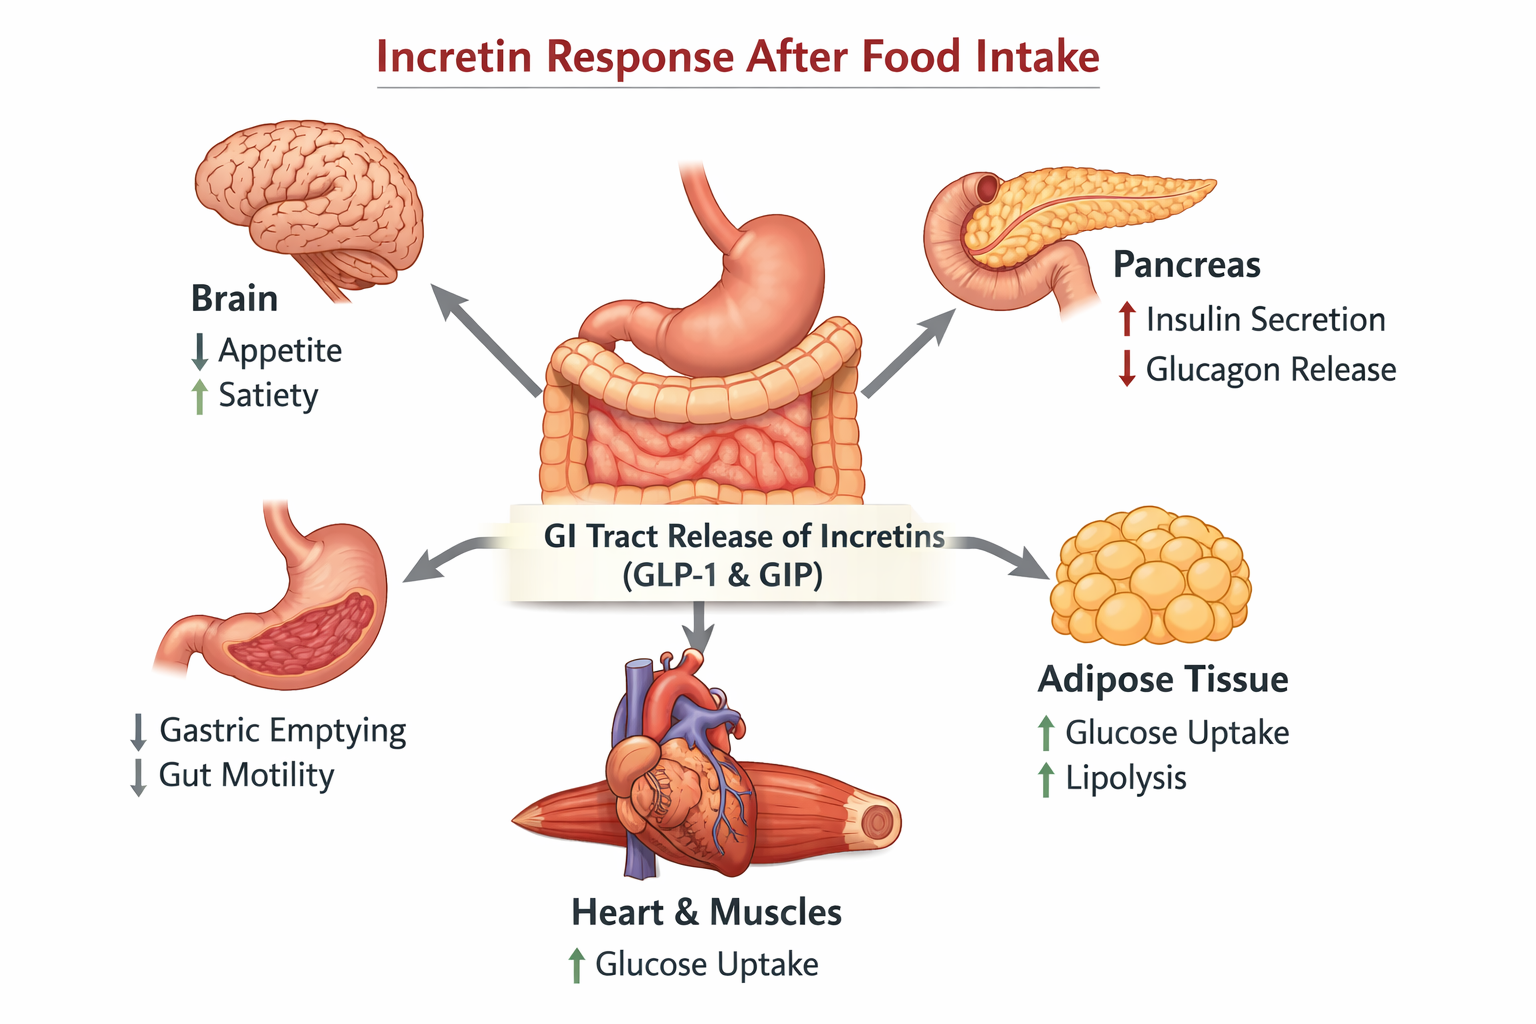 Incretin Response After Food Intake
Brain
↓ Appetite
↑ Satiety
Pancreas
↑ Insulin Secretion
↓ Glucagon Release
GI Tract Release of Incretins
(GLP-1 & GIP)
↓ Gastric Emptying
↓ Gut Motility
Adipose Tissue
↑ Glucose Uptake
↑ Lipolysis
Heart & Muscles
↑ Glucose Uptake